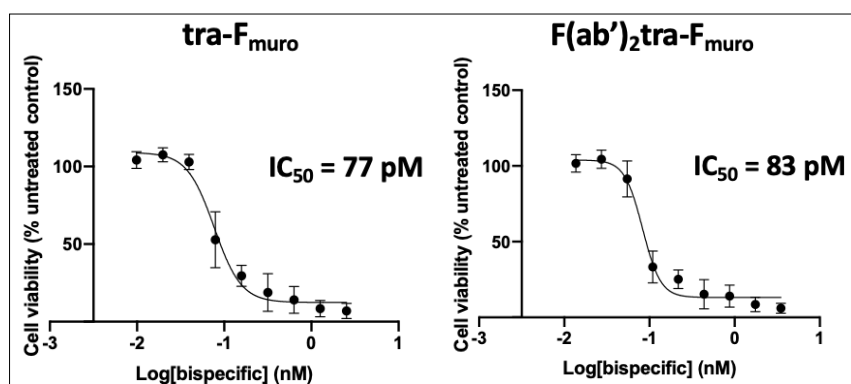 tra-Fmuro
Cell viability (% untreated control)
150
100
50
IC50 = 77 pM
-2
-1
0
1
Log[bispecific] (nM)
F(ab’)2tra-Fmuro
Cell viability (% untreated control)
150
100
50
IC50 = 83 pM
-2
-1
0
1
Log[bispecific] (nM)